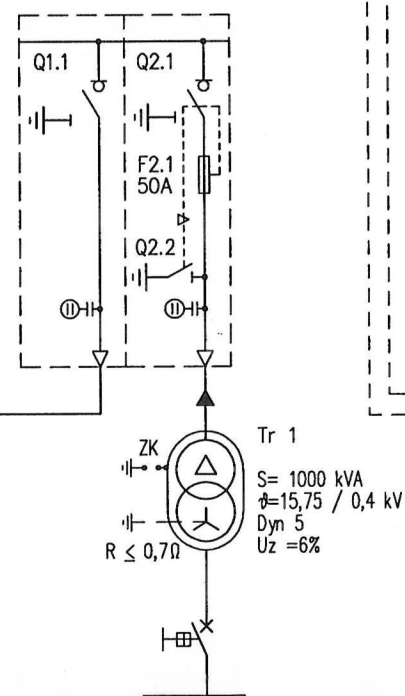 Q1.1
Q2.1
F2.1
50A
Q2.2
ZK
Tr 1
S= 1000 kVA
ϑ=15,75 / 0,4 kV
Dyn 5
Uz =6%
R ≤ 0,7Ω